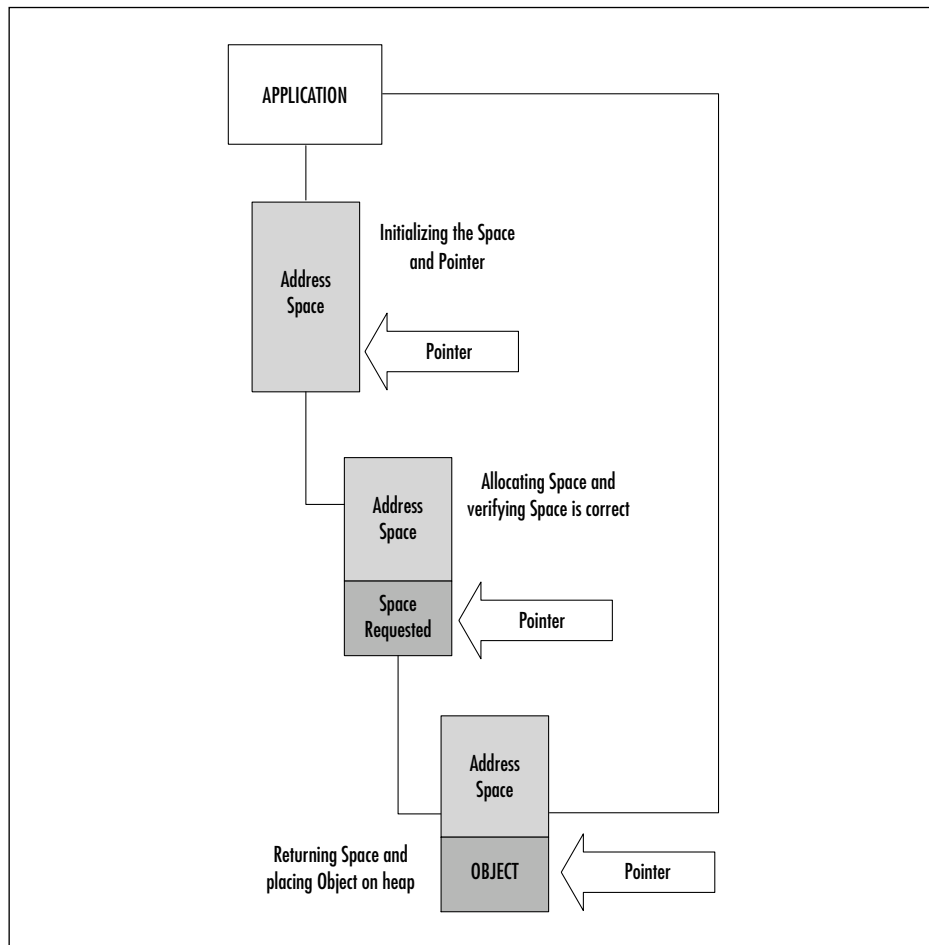 APPLICATION
Initializing the Space
and Pointer
Address
Space
Pointer
Allocating Space and
verifying Space is correct
Address
Space
Space
Requested
Pointer
Address
Space
Returning Space and
placing Object on heap
OBJECT
Pointer